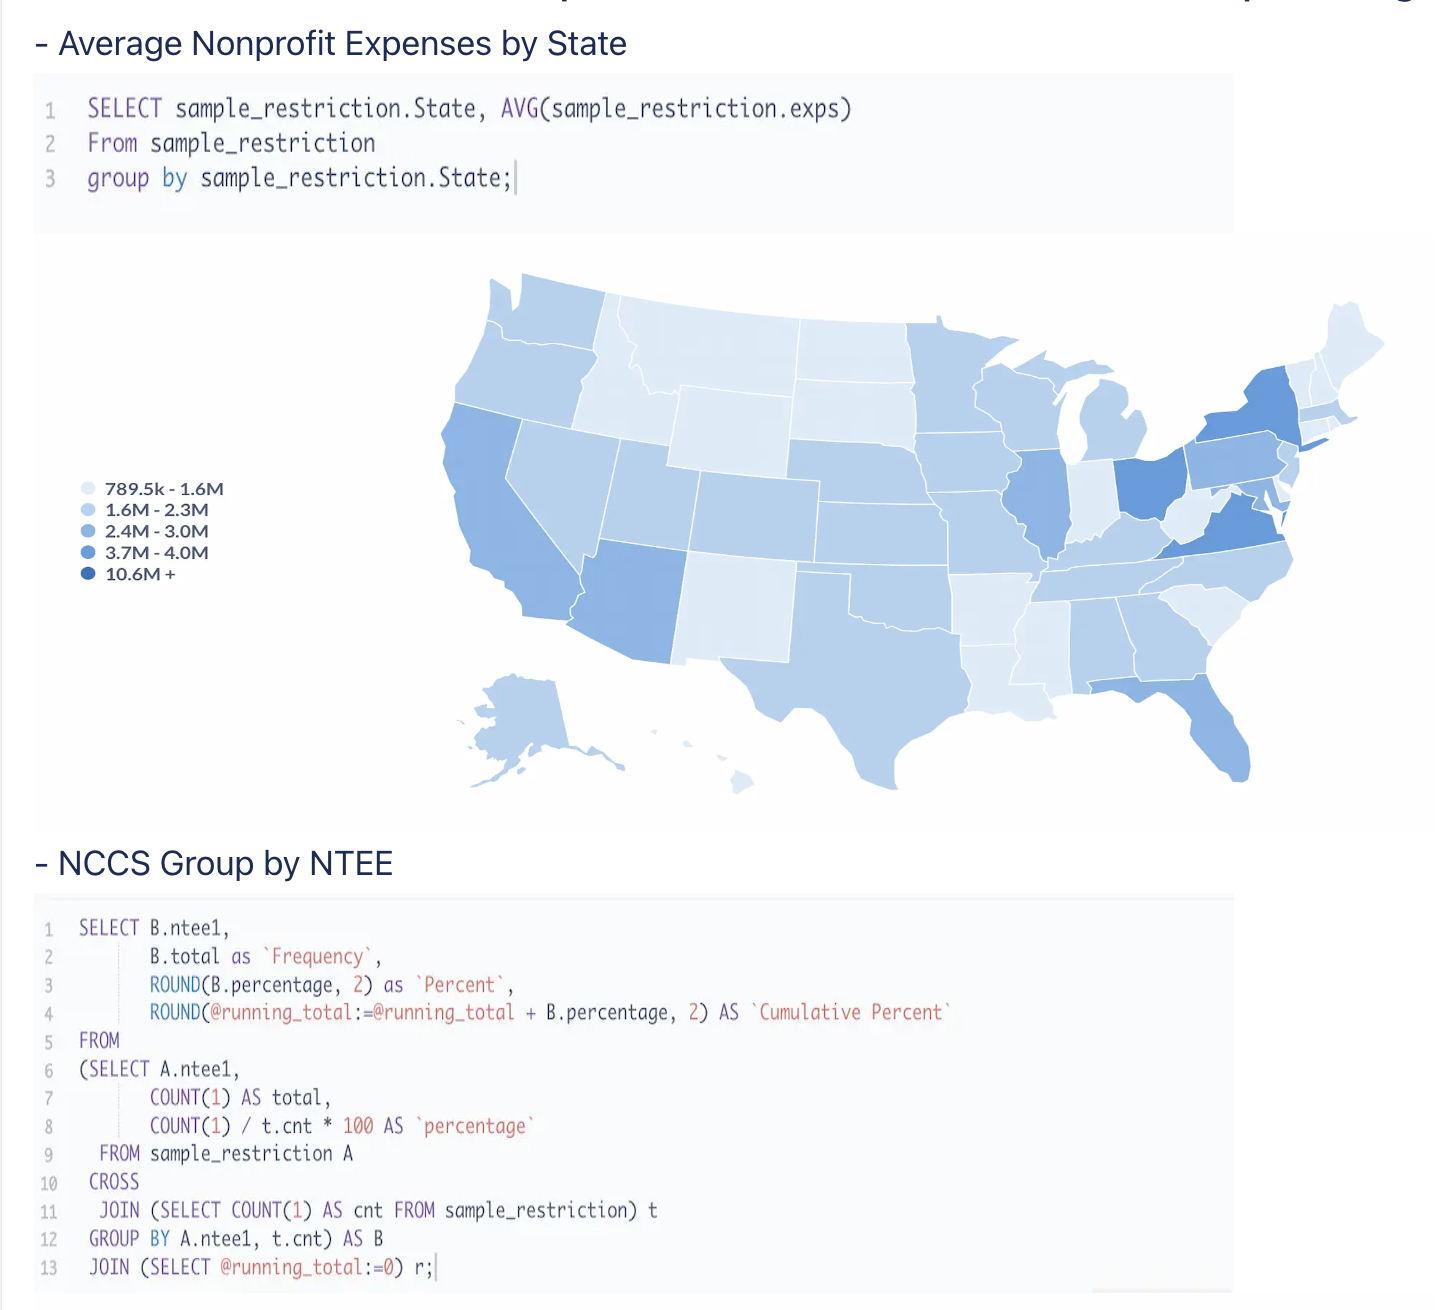 - Average Nonprofit Expenses by State
1 SELECT sample_restriction.State, AVG(sample_restriction.exps)
2 From sample_restriction
3 group by sample_restriction.State;
789.5k - 1.6M
1.6M - 2.3M
2.4M - 3.0M
3.7M - 4.0M
10.6M +
- NCCS Group by NTEE
1 SELECT B.ntee1,
2 B.total as `Frequency`,
3 ROUND(B.percentage, 2) as `Percent`,
4 ROUND(@running_total:=@running_total + B.percentage, 2) AS `Cumulative Percent`
5 FROM
6 (SELECT A.ntee1,
7 COUNT(1) AS total,
8 COUNT(1) / t.cnt * 100 AS `percentage`
9 FROM sample_restriction A
10 CROSS
11 JOIN (SELECT COUNT(1) AS cnt FROM sample_restriction) t
12 GROUP BY A.ntee1, t.cnt) AS B
13 JOIN (SELECT @running_total:=0) r;